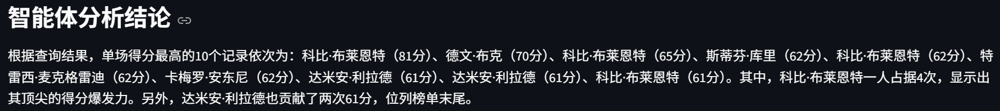 智能体分析结论
根据查询结果，单场得分最高的10个记录依次为：科比·布莱恩特（81分）、德文·布克（70分）、科比·布莱恩特（65分）、斯蒂芬·库里（62分）、科比·布莱恩特（62分）、特
雷西·麦克格雷迪（62分）、卡梅罗·安东尼（62分）、达米安·利拉德（61分）、达米安·利拉德（61分）、科比·布莱恩特（61分）。其中，科比·布莱恩特一人占据4次，显示出
其顶尖的得分爆发力。另外，达米安·利拉德也贡献了两次61分，位列榜单末尾。